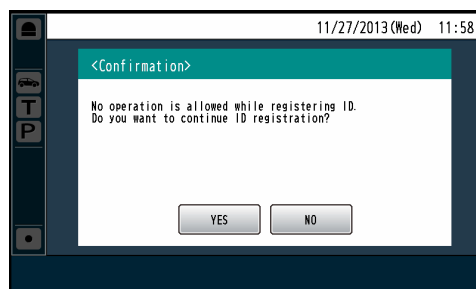 11/27/2013(Wed) 11:58
<Confirmation>
No operation is allowed while registering ID.
Do you want to continue ID registration?
YES NO
T
P